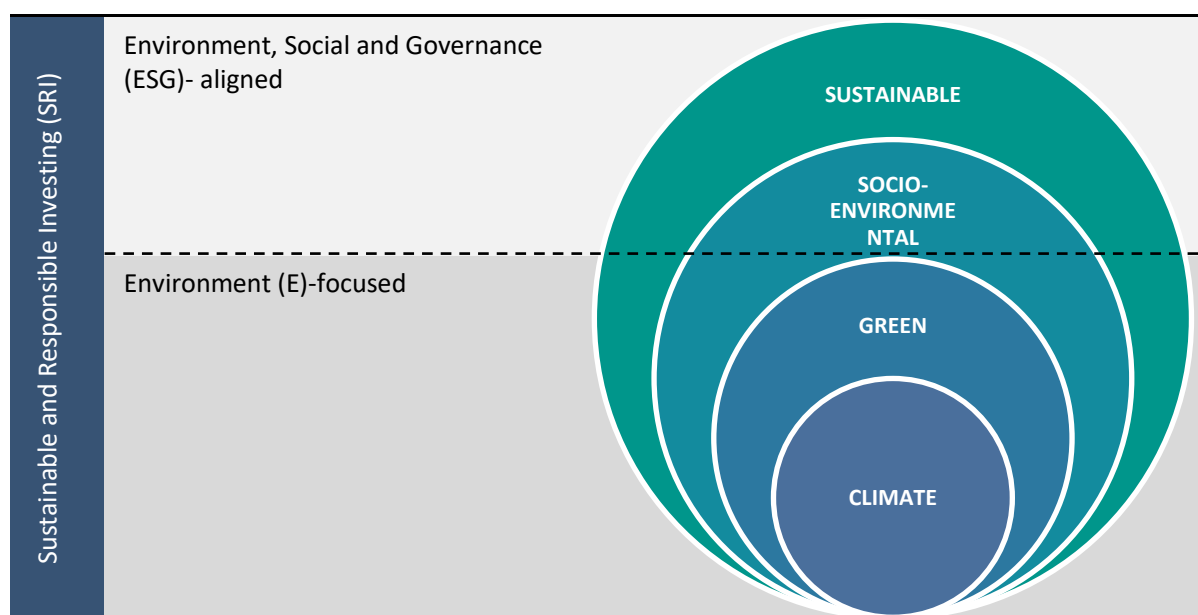 Sustainable and Responsible Investing (SRI)
Environment, Social and Governance
(ESG)- aligned
SUSTAINABLE
SOCIO-
ENVIRONME
NTAL
Environment (E)-focused
GREEN
CLIMATE